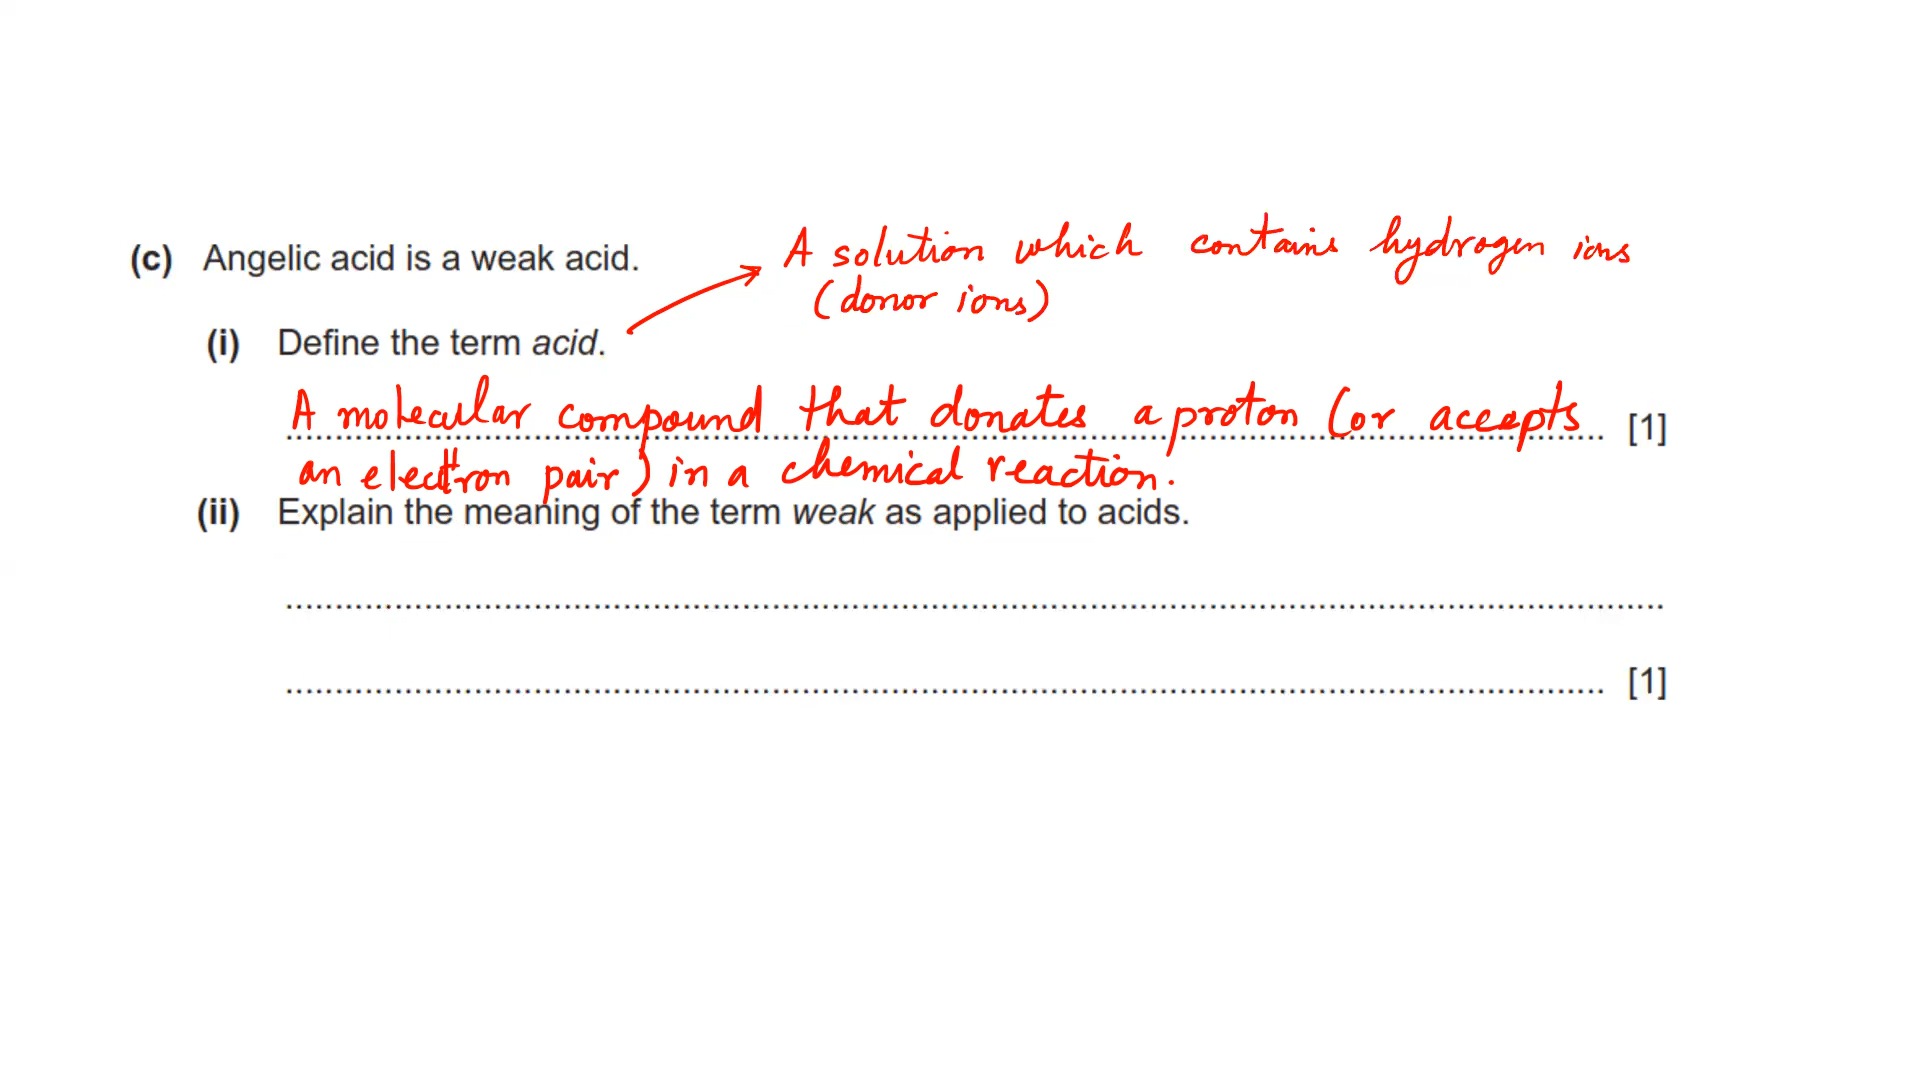 (c) Angelic acid is a weak acid.
A solution which contains hydrogen ions
(donor ions)
(i) Define the term acid.
A molecular compound that donates a proton (or accepts
[1]
an electron pair) in a chemical reaction.
(ii) Explain the meaning of the term weak as applied to acids.
[1]